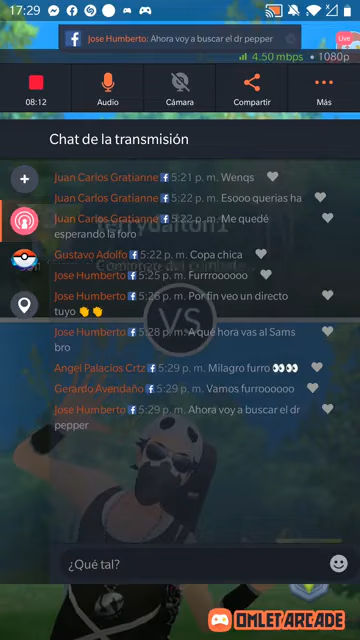 17:29
Jose Humberto: Ahora voy a buscar el dr pepper
Live
4.50 mbps • 1080p
08:12 Audio Cámara Compartir Más
Chat de la transmisión
Juan Carlos Gratianne 5:21 p. m. Wenqs
Juan Carlos Gratianne 5:22 p. m. Esooo querias ha
Juan Carlos Gratianne 5:22 p. m. Me quedé
esperando la foro
terrydalton1
Gustavo Adolfo 5:22 p. m. Copa chica
Jose Humberto 5:25 p. m. Furrroooooo
Jose Humberto 5:26 p. m. Por fin veo un directo
tuyo 👏👏
VS
Jose Humberto 5:28 p. m. A qué hora vas al Sams
bro
Angel Palacios Crtz 5:29 p. m. Milagro furro 👀👀
Gerardo Avendaño 5:29 p. m. Vamos furroooooo
Jose Humberto 5:29 p. m. Ahora voy a buscar el dr
pepper
¿Qué tal?
OMLET ARCADE